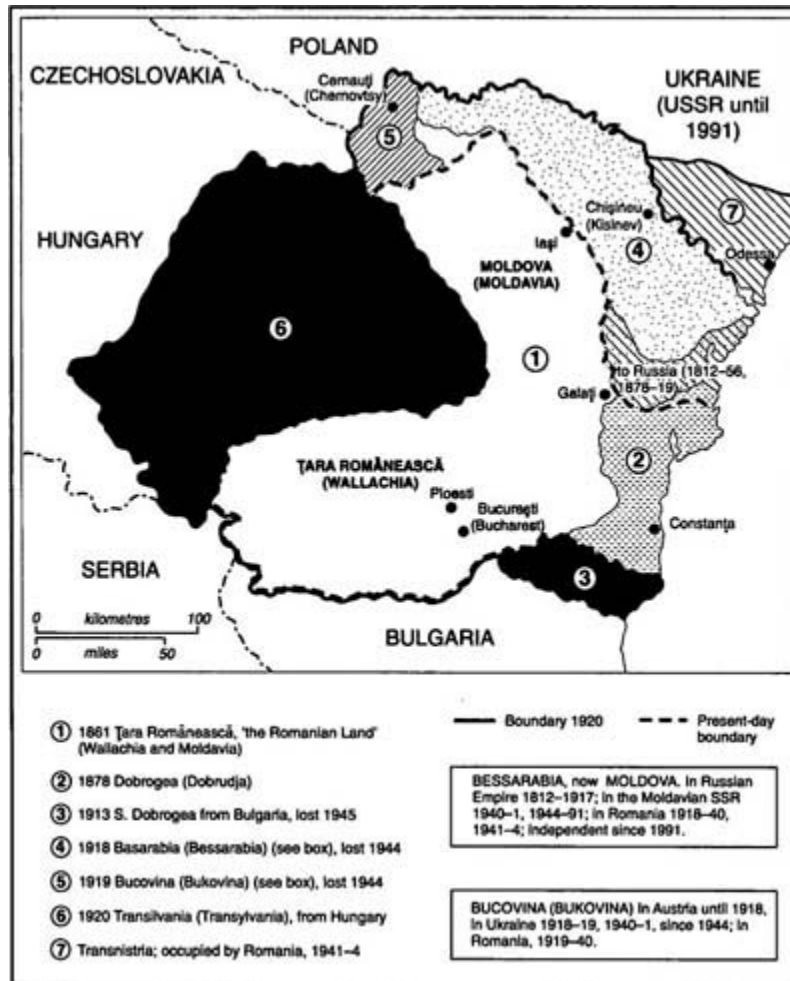 POLAND
CZECHOSLOVAKIA
Cernauţi
(Chernovtsy)
UKRAINE
(USSR until
1991)
5
7
Chişineu
(Kisinev)
HUNGARY
Iaşi
4
Odessa
MOLDOVA
(MOLDAVIA)
6
1
to Russia (1812–56,
1878–19)
Galaţi
ŢARA ROMÂNEASCĂ
(WALLACHIA)
2
Ploesti
Bucureşti
(Bucharest)
Constanţa
SERBIA
3
0 kilometres 100
0 miles 50
BULGARIA
1 1861 Ţara Românească, 'the Romanian Land'
(Wallachia and Moldavia)
2 1878 Dobrogea (Dobrudja)
3 1913 S. Dobrogea from Bulgaria, lost 1945
4 1918 Basarabia (Bessarabia) (see box), lost 1944
5 1919 Bucovina (Bukovina) (see box), lost 1944
6 1920 Transilvania (Transylvania), from Hungary
7 Transnistria; occupied by Romania, 1941–4
Boundary 1920
Present-day
boundary
BESSARABIA, now MOLDOVA. In Russian
Empire 1812–1917; in the Moldavian SSR
1940–1, 1944–91; in Romania 1918–40,
1941–4; independent since 1991.
BUCOVINA (BUKOVINA) In Austria until 1918,
in Ukraine 1918–19, 1940–1, since 1944; in
Romania, 1919–40.